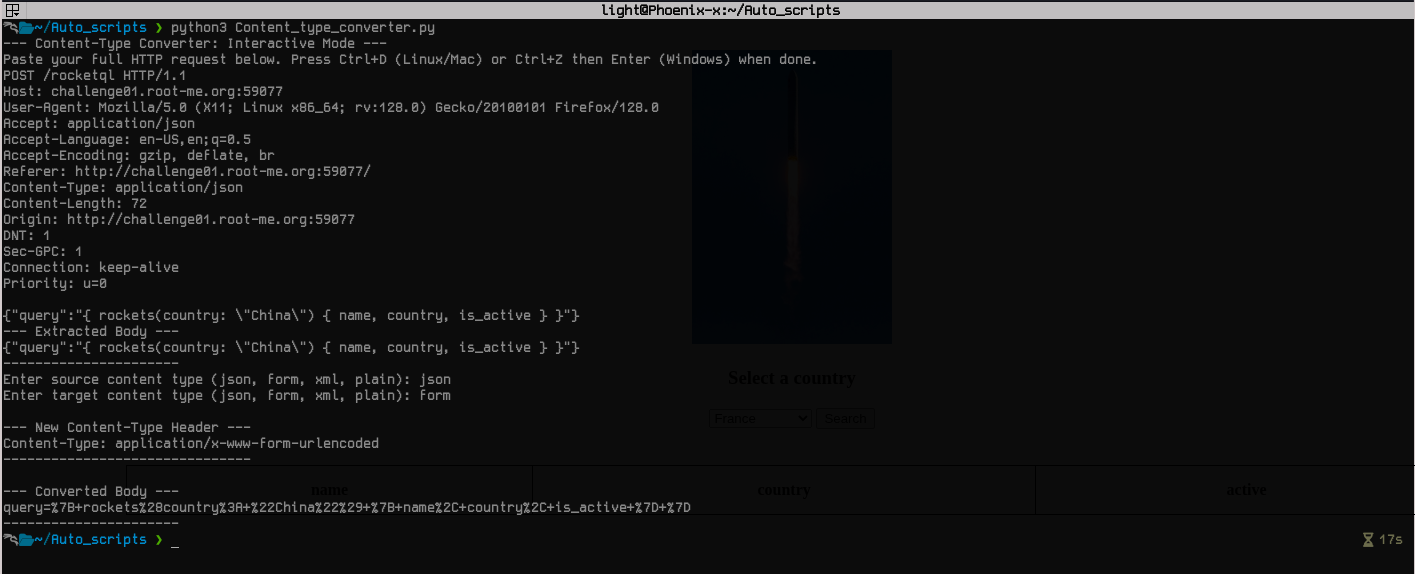 light@Phoenix-x:~/Auto_scripts
~/Auto_scripts ❯ python3 Content_type_converter.py
--- Content-Type Converter: Interactive Mode ---
Paste your full HTTP request below. Press Ctrl+D (Linux/Mac) or Ctrl+Z then Enter (Windows) when done.
POST /rocketql HTTP/1.1
Host: challenge01.root-me.org:59077
User-Agent: Mozilla/5.0 (X11; Linux x86_64; rv:128.0) Gecko/20100101 Firefox/128.0
Accept: application/json
Accept-Language: en-US,en;q=0.5
Accept-Encoding: gzip, deflate, br
Referer: http://challenge01.root-me.org:59077/
Content-Type: application/json
Content-Length: 72
Origin: http://challenge01.root-me.org:59077
DNT: 1
Sec-GPC: 1
Connection: keep-alive
Priority: u=0
{"query":"{ rockets(country: \"China\") { name, country, is_active } }"}
--- Extracted Body ---
{"query":"{ rockets(country: \"China\") { name, country, is_active } }"}
----------------------
Enter source content type (json, form, xml, plain): json
Select a country
Enter target content type (json, form, xml, plain): form
France Search
--- New Content-Type Header ---
Content-Type: application/x-www-form-urlencoded
-------------------------------
--- Converted Body ---
name country active
query=%7B+rockets%28country%3A+%22China%22%29+%7B+name%2C+country%2C+is_active+%7D+%7D
----------------------
~/Auto_scripts ❯ _ 17s